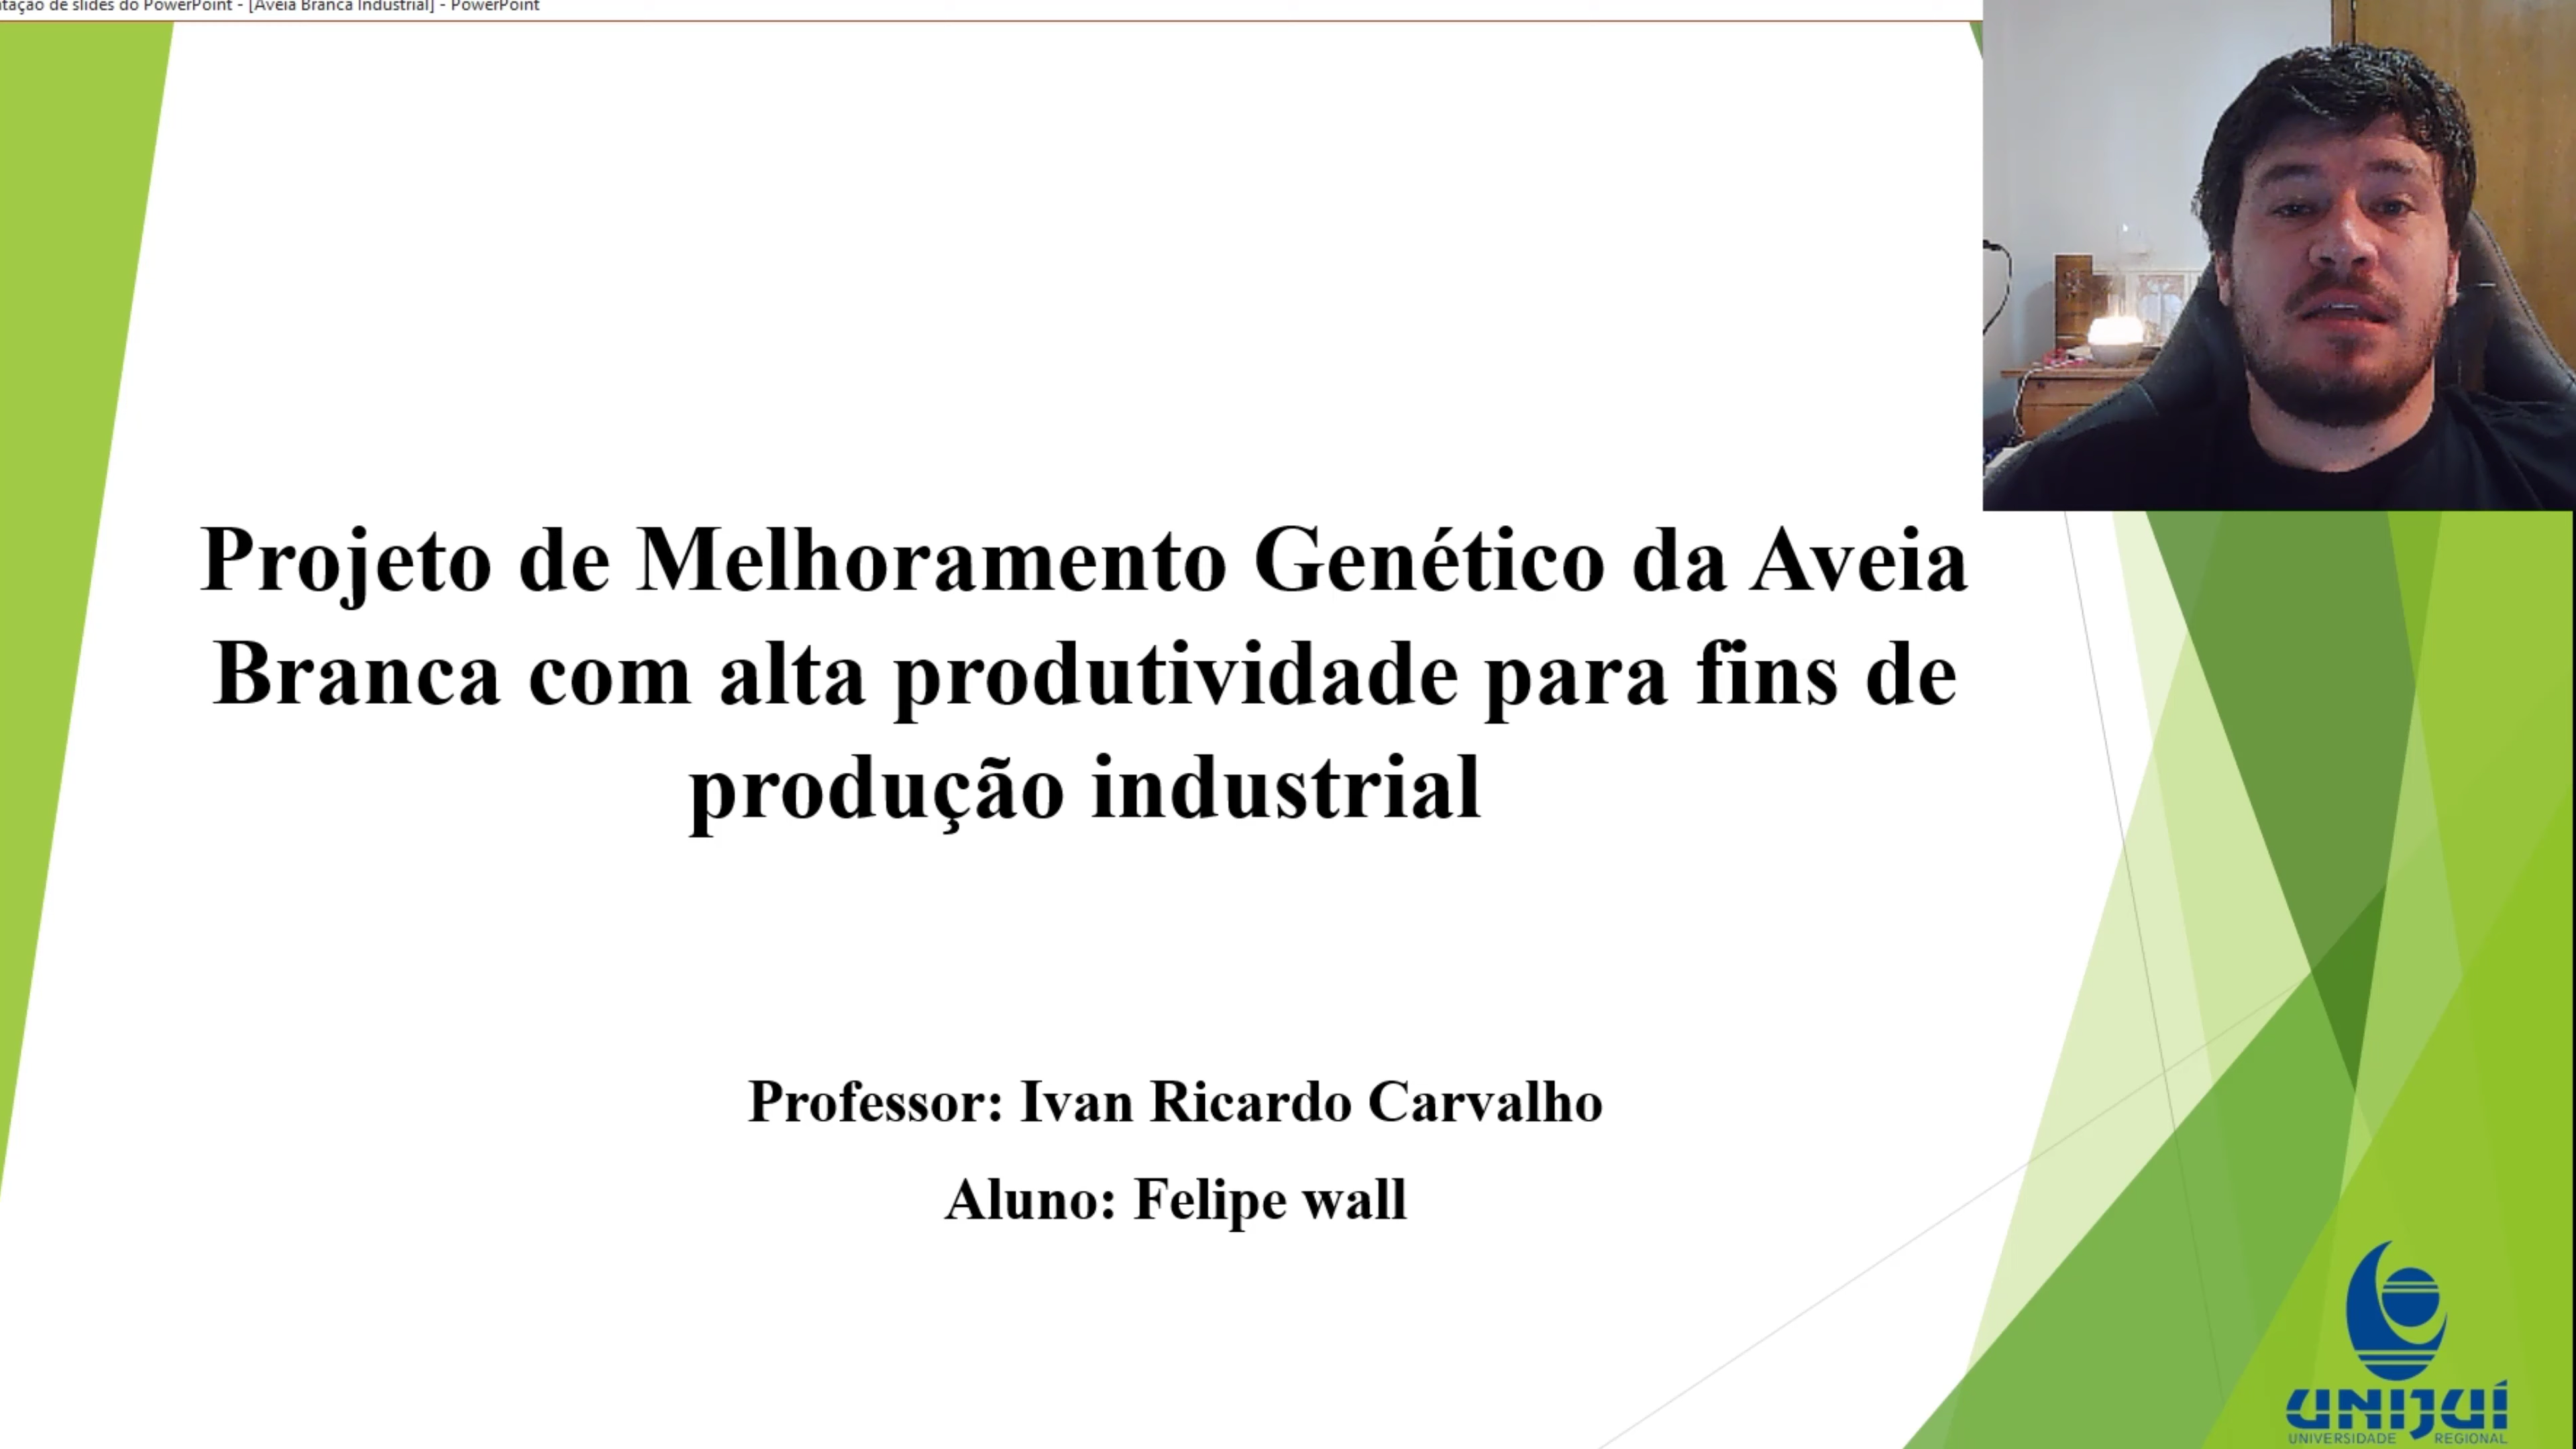 tação de slides do PowerPoint - [Aveia Branca Industrial] - PowerPoint
Projeto de Melhoramento Genético da Aveia
Branca com alta produtividade para fins de
produção industrial
Professor: Ivan Ricardo Carvalho
Aluno: Felipe wall
UNIJUÍ
UNIVERSIDADE REGIONAL